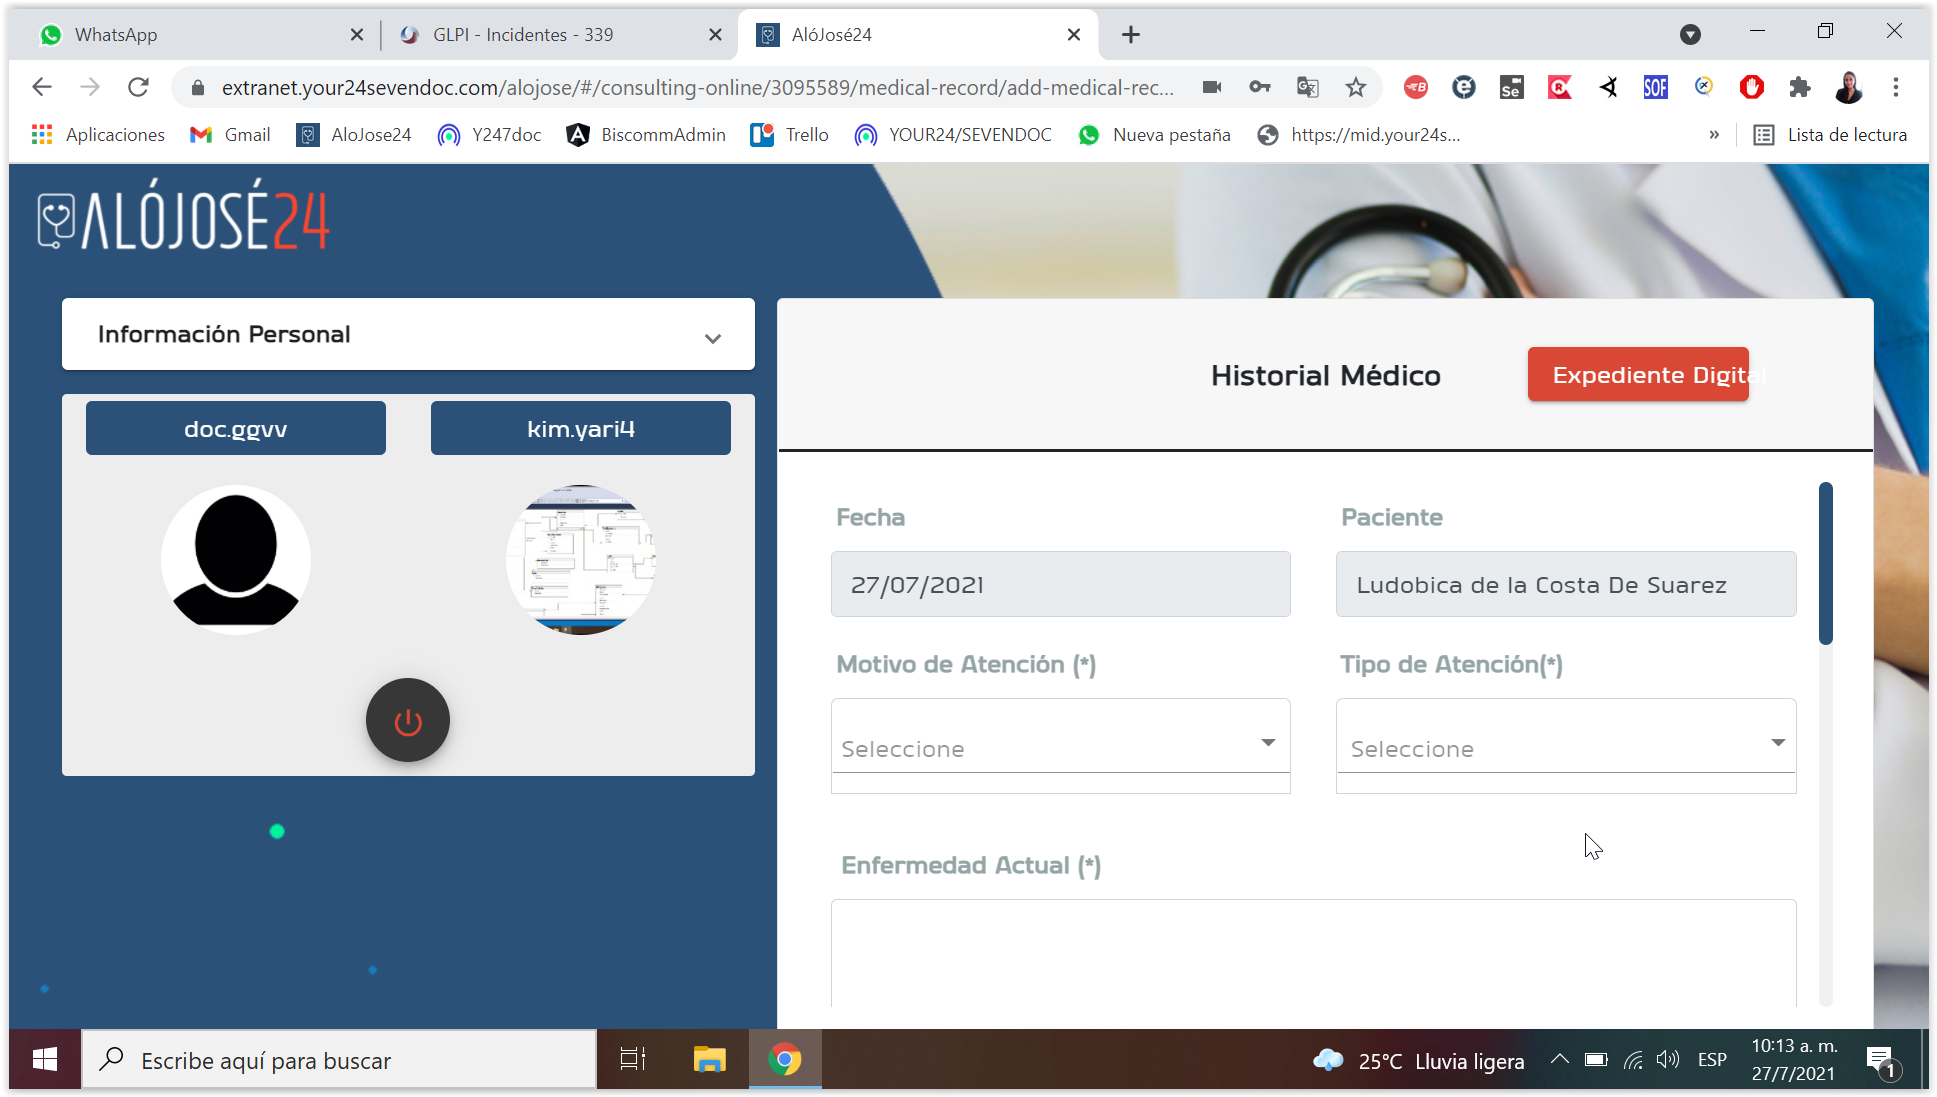 WhatsApp
GLPI - Incidentes - 339
AlóJosé24
extranet.your24sevendoc.com/alojose/#/consulting-online/3095589/medical-record/add-medical-rec...
Aplicaciones
Gmail
AloJose24
Y247doc
BiscommAdmin
Trello
YOUR24/SEVENDOC
Nueva pestaña
https://mid.your24s...
»
Lista de lectura
Se
SOF
ALÓJOSÉ24
Información Personal
doc.ggvv
kim.yari4
Historial Médico
Expediente Digital
Fecha
Paciente
27/07/2021
Ludobica de la Costa De Suarez
Motivo de Atención (*)
Tipo de Atención(*)
Seleccione
Seleccione
Enfermedad Actual (*)
Escribe aquí para buscar
25°C Lluvia ligera
ESP
10:13 a. m.
27/7/2021
1